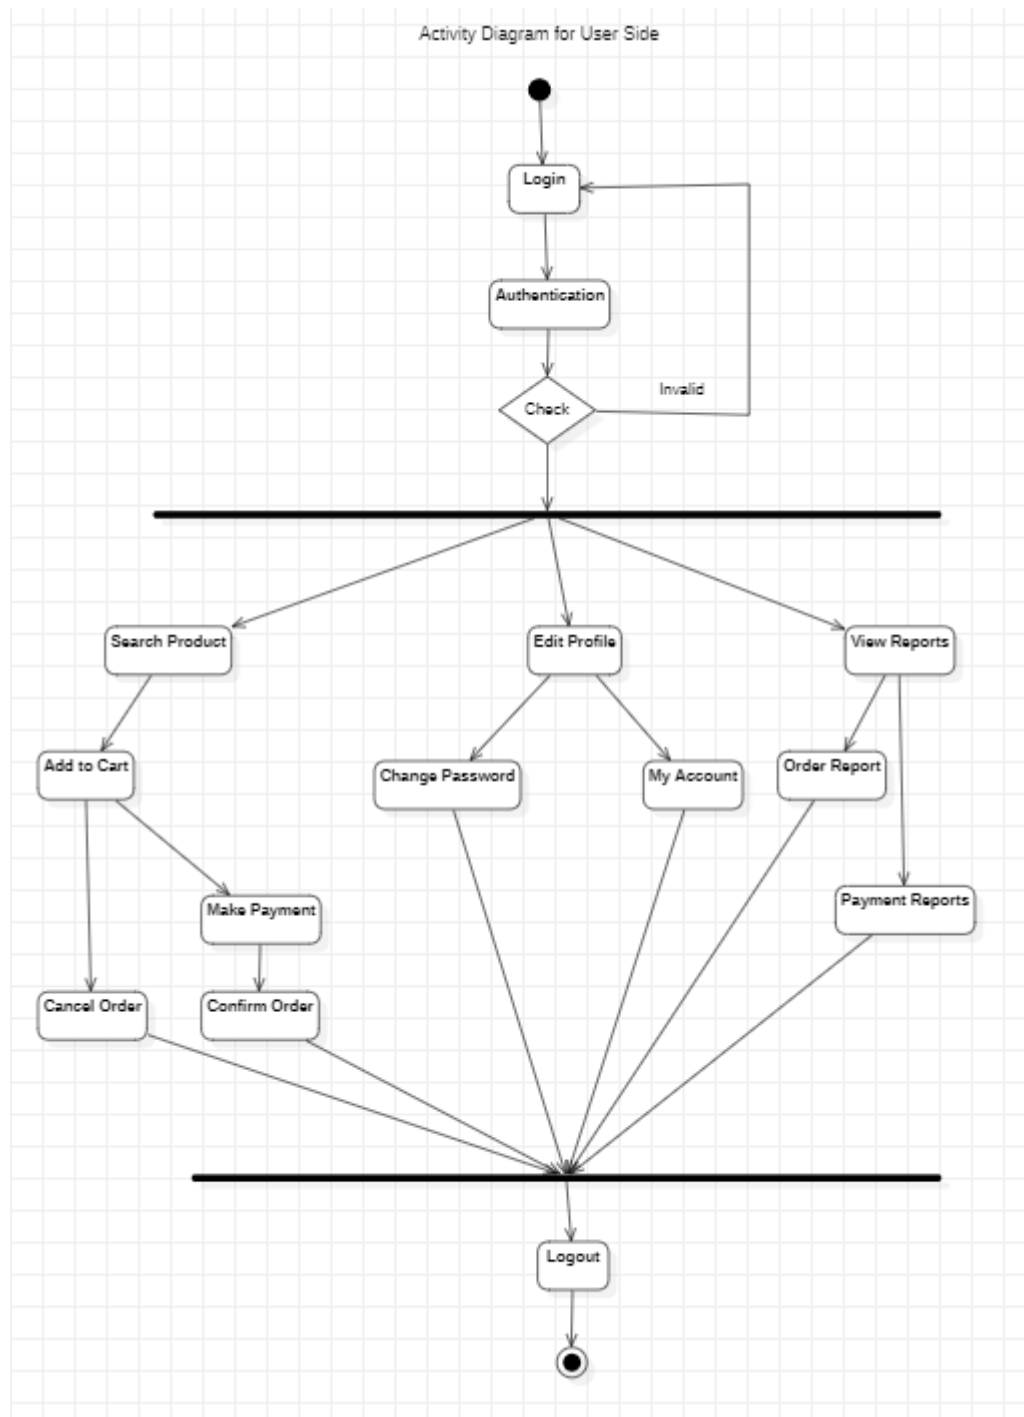 Activity Diagram for User Side
Login
Authentication
Check
Invalid
Search Product
Edit Profile
View Reports
Add to Cart
Change Password
My Account
Order Report
Make Payment
Payment Reports
Cancel Order
Confirm Order
Logout